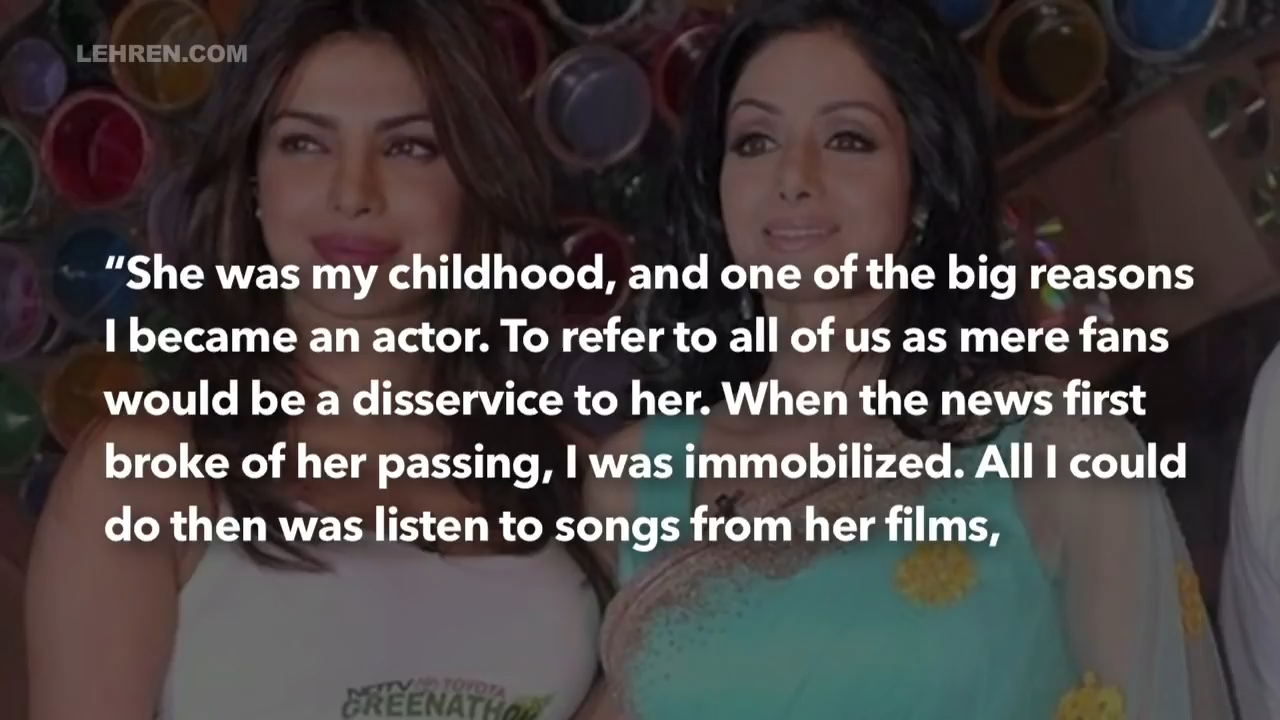 LEHREN.COM
“She was my childhood, and one of the big reasons
I became an actor. To refer to all of us as mere fans
would be a disservice to her. When the news first
broke of her passing, I was immobilized. All I could
do then was listen to songs from her films,
NDTV TOYOTA
GREENATHON